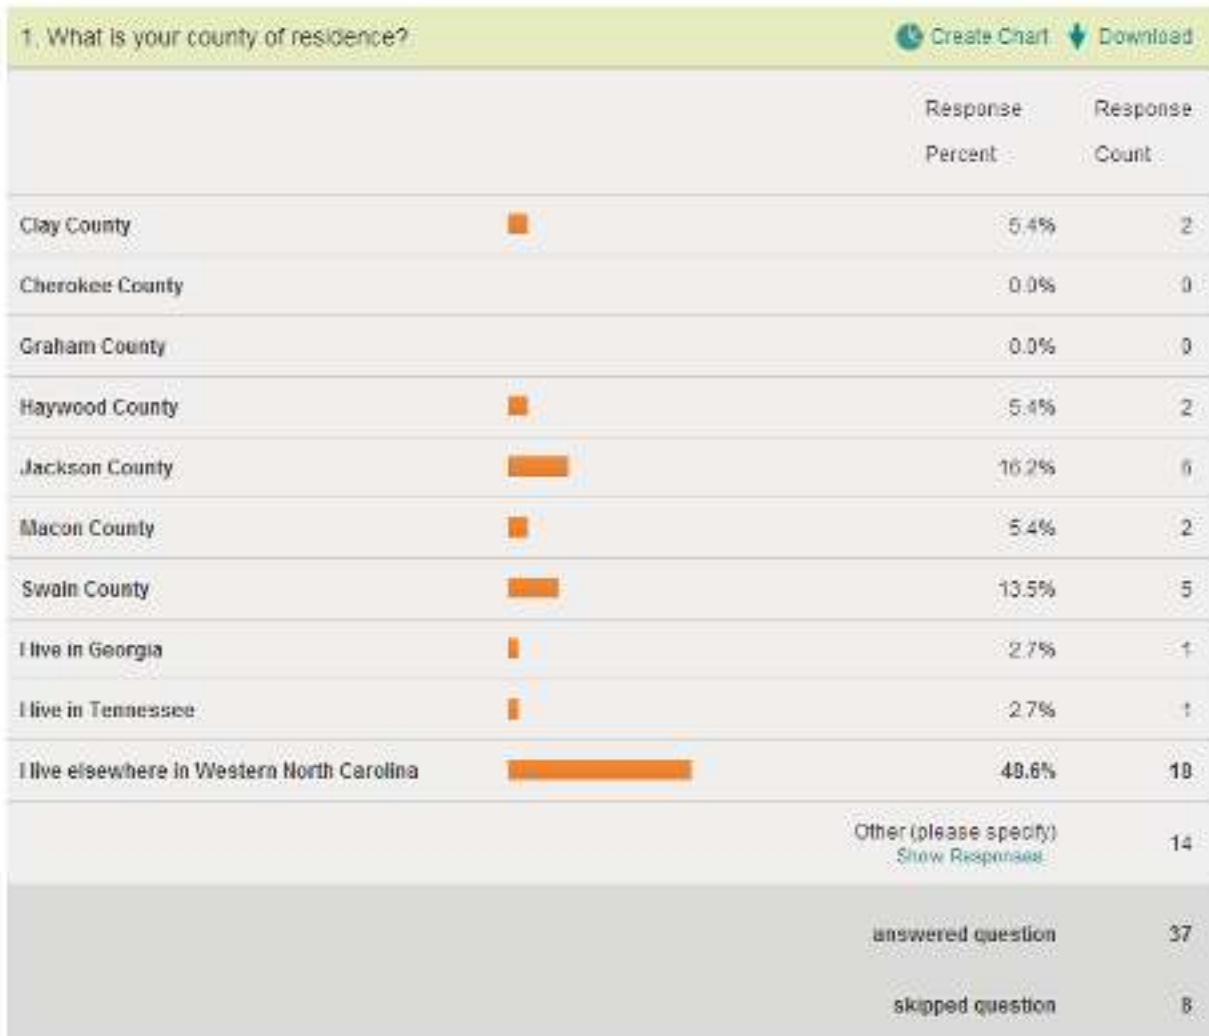 1. What is your county of residence? Create Chart Download
Response Response
Percent Count
Clay County 5.4% 2
Cherokee County 0.0% 0
Graham County 0.0% 0
Haywood County 5.4% 2
Jackson County 16.2% 6
Macon County 5.4% 2
Swain County 13.5% 5
I live in Georgia 2.7% 1
I live in Tennessee 2.7% 1
I live elsewhere in Western North Carolina 48.6% 18
Other (please specify) 14
Show Responses
answered question 37
skipped question 8